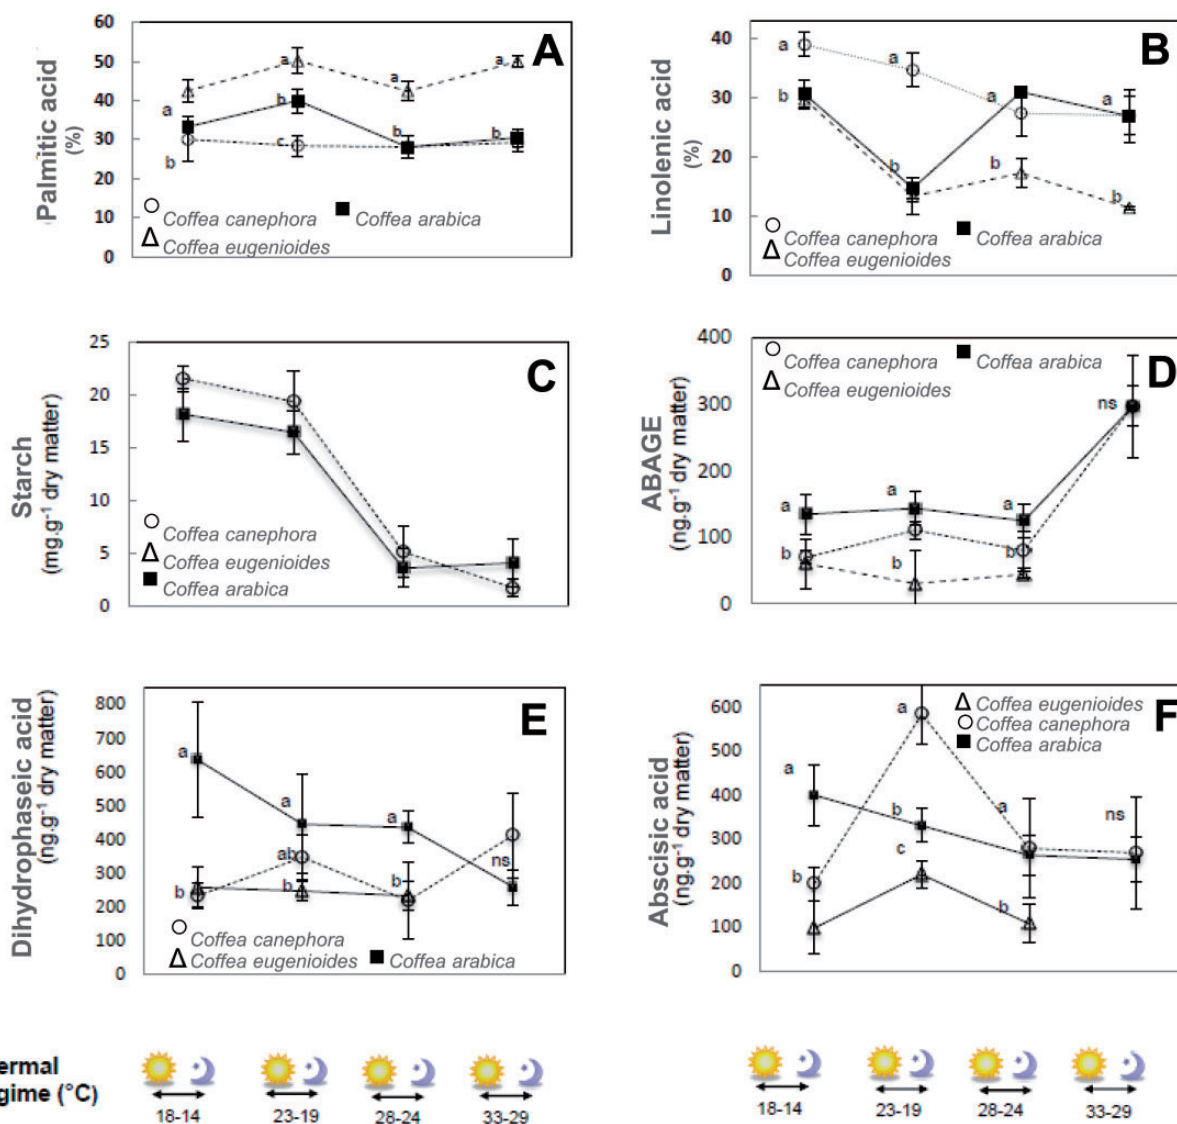 A
Palmitic acid
(%)
60
50
40
30
20
10
0
a
b
a
b
c
a
b
a
b
Coffea canephora
Coffea arabica
Coffea eugenioides
B
Linolenic acid
(%)
40
30
20
10
0
a
b
a
b
a
b
a
b
Coffea canephora
Coffea arabica
Coffea eugenioides
C
Starch
(mg.g⁻¹ dry matter)
25
20
15
10
5
0
Coffea canephora
Coffea eugenioides
Coffea arabica
D
ABAGE
(ng.g⁻¹ dry matter)
400
300
200
100
0
Coffea canephora
Coffea arabica
Coffea eugenioides
a
b
a
b
a
b
ns
E
Dihydrophaseic acid
(ng.g⁻¹ dry matter)
800
700
600
500
400
300
200
100
0
a
b
a
ab
b
a
b
ns
Coffea canephora
Coffea eugenioides
Coffea arabica
F
Abscisic acid
(ng.g⁻¹ dry matter)
600
500
400
300
200
100
0
Coffea eugenioides
Coffea canephora
Coffea arabica
a
b
a
b
c
a
b
ns
ermal
gime (°C)
18-14
23-19
28-24
33-29
18-14
23-19
28-24
33-29